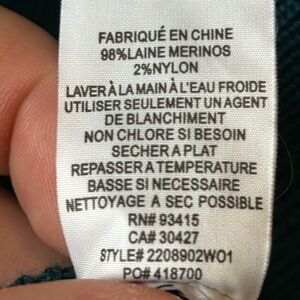 FABRIQUÉ EN CHINE
98%LAINE MERINOS
2%NYLON
LAVER À LA MAIN À L'EAU FROIDE
UTILISER SEULEMENT UN AGENT
DE BLANCHIMENT
NON CHLORE SI BESOIN
SECHER A PLAT
REPASSER A TEMPERATURE
BASSE SI NECESSAIRE
NETTOYAGE A SEC POSSIBLE
RN# 93415
CA# 30427
STYLE# 2208902WO1
PO# 418700